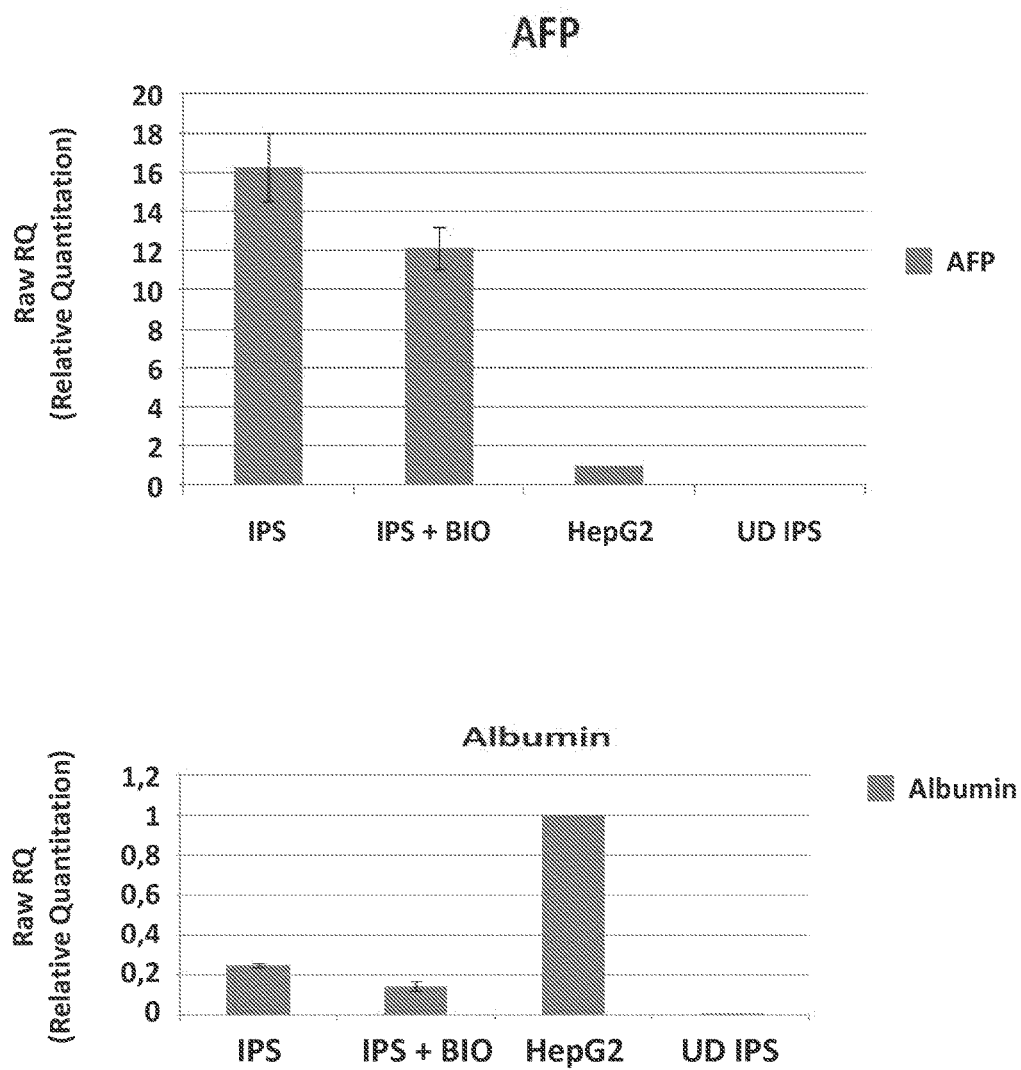 AFP
20
18
16
14
12
10
8
6
4
2
0
Raw RQ
(Relative Quantitation)
IPS
IPS + BIO
HepG2
UD IPS
AFP
Albumin
1,2
1
0,8
0,6
0,4
0,2
0
Raw RQ
(Relative Quantitation)
IPS
IPS + BIO
HepG2
UD IPS
Albumin